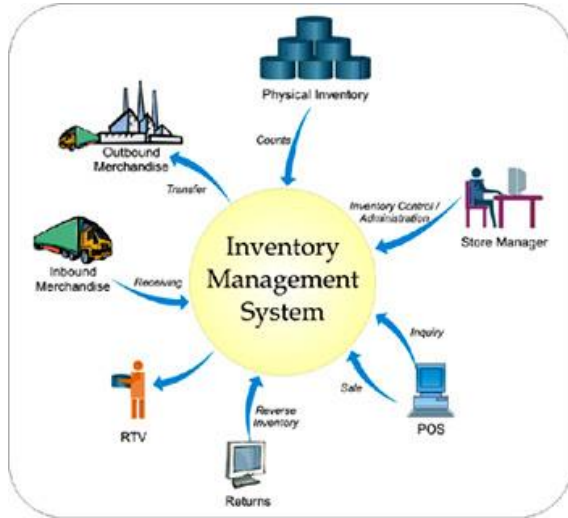 Physical Inventory
Outbound
Merchandise
Counts
Transfer
Inventory Control /
Administration
Store Manager
Inbound
Merchandise
Receiving
Inventory
Management
System
Inquiry
Sale
POS
RTV
Reverse
Inventory
Returns